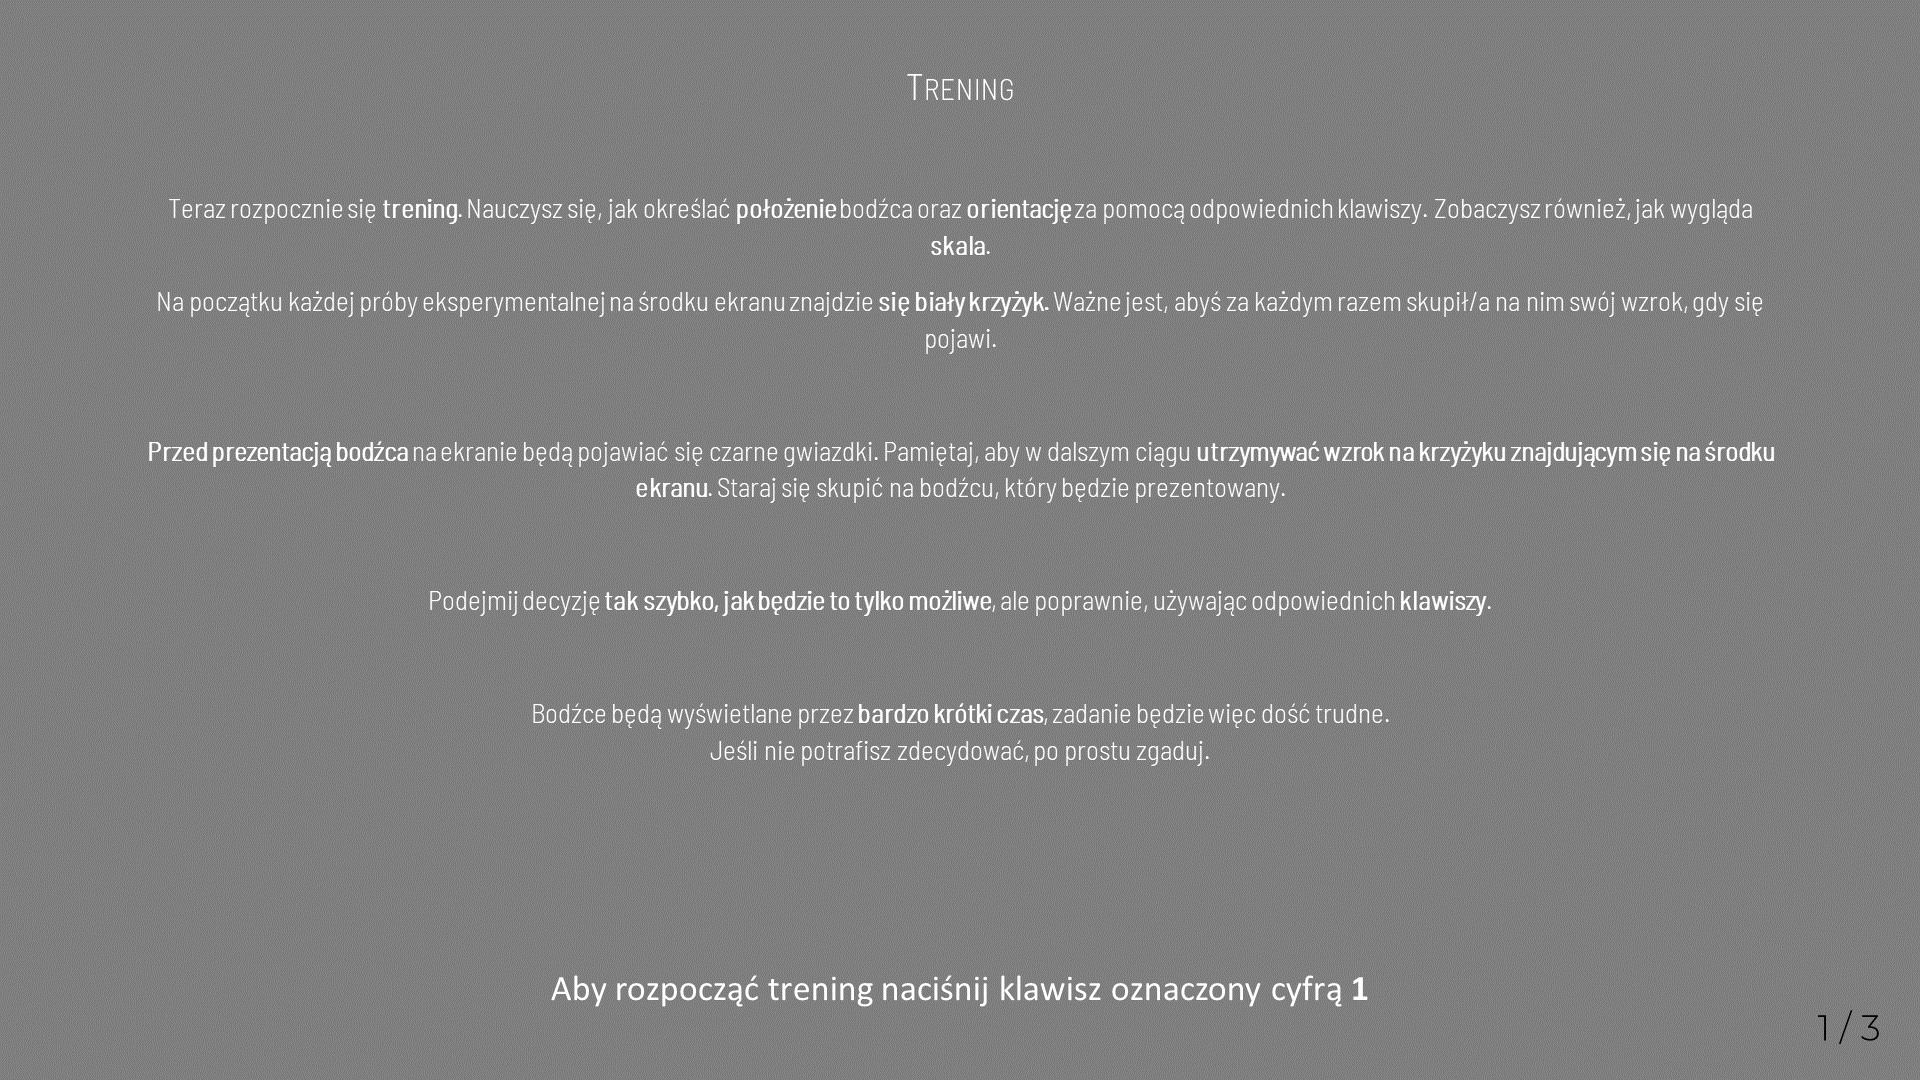 TRENING
Teraz rozpocznie się trening. Nauczysz się, jak określać położenie bodźca oraz orientację za pomocą odpowiednich klawiszy. Zobaczysz również, jak wygląda
skala.
Na początku każdej próby eksperymentalnej na środku ekranu znajdzie się biały krzyżyk. Ważne jest, abyś za każdym razem skupił/a na nim swój wzrok, gdy się
pojawi.
Przed prezentacją bodźca na ekranie będą pojawiać się czarne gwiazdki. Pamiętaj, aby w dalszym ciągu utrzymywać wzrok na krzyżyku znajdującym się na środku
ekranu. Staraj się skupić na bodźcu, który będzie prezentowany.
Podejmij decyzję tak szybko, jak będzie to tylko możliwe, ale poprawnie, używając odpowiednich klawiszy.
Bodźce będą wyświetlane przez bardzo krótki czas, zadanie będzie więc dość trudne.
Jeśli nie potrafisz zdecydować, po prostu zgaduj.
Aby rozpocząć trening naciśnij klawisz oznaczony cyfrą 1
1 / 3